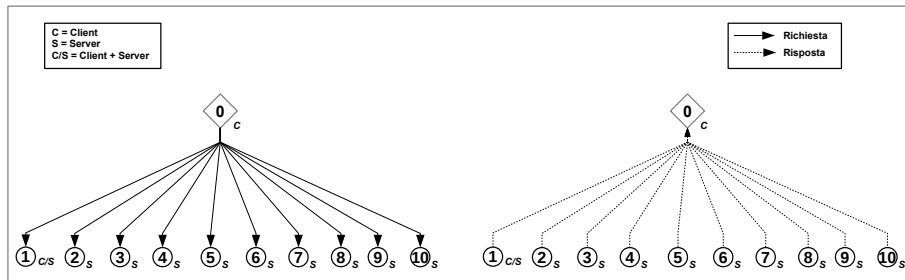 C = Client
S = Server
C/S = Client + Server
Richiesta
Risposta
0
C
0
C
1 C/S 2 S 3 S 4 S 5 S 6 S 7 S 8 S 9 S 10 S
1 C/S 2 S 3 S 4 S 5 S 6 S 7 S 8 S 9 S 10 S